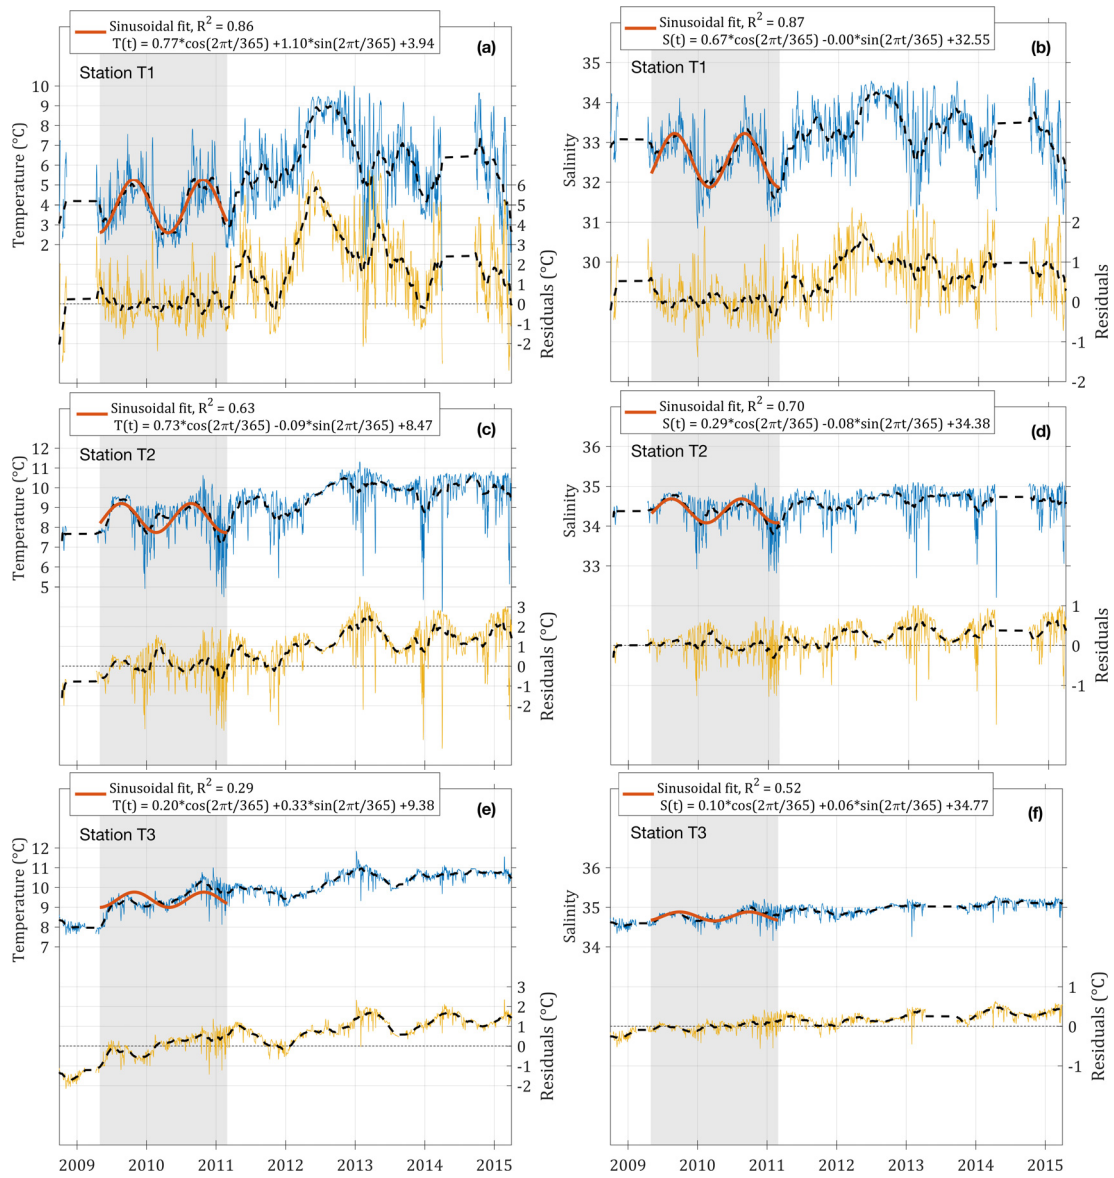 Sinusoidal fit, R² = 0.86
T(t) = 0.77*cos(2πt/365) +1.10*sin(2πt/365) +3.94
(a)
Station T1
10
9
8
7
6
5
4
3
2
Temperature (°C)
6
5
4
3
2
1
0
-1
-2
Residuals (°C)
Sinusoidal fit, R² = 0.87
S(t) = 0.67*cos(2πt/365) -0.00*sin(2πt/365) +32.55
(b)
Station T1
35
34
33
32
31
30
Salinity
2
1
0
-1
-2
Residuals
Sinusoidal fit, R² = 0.63
T(t) = 0.73*cos(2πt/365) -0.09*sin(2πt/365) +8.47
(c)
Station T2
12
11
10
9
8
7
6
5
Temperature (°C)
3
2
1
0
-1
-2
Residuals (°C)
Sinusoidal fit, R² = 0.70
S(t) = 0.29*cos(2πt/365) -0.08*sin(2πt/365) +34.38
(d)
Station T2
36
35
34
33
Salinity
1
0
-1
Residuals
Sinusoidal fit, R² = 0.29
T(t) = 0.20*cos(2πt/365) +0.33*sin(2πt/365) +9.38
(e)
Station T3
12
11
10
9
8
7
Temperature (°C)
3
2
1
0
-1
-2
Residuals (°C)
2009 2010 2011 2012 2013 2014 2015
Sinusoidal fit, R² = 0.52
S(t) = 0.10*cos(2πt/365) +0.06*sin(2πt/365) +34.77
(f)
Station T3
36
35
34
Salinity
1
0
-1
Residuals (°C)
2009 2010 2011 2012 2013 2014 2015